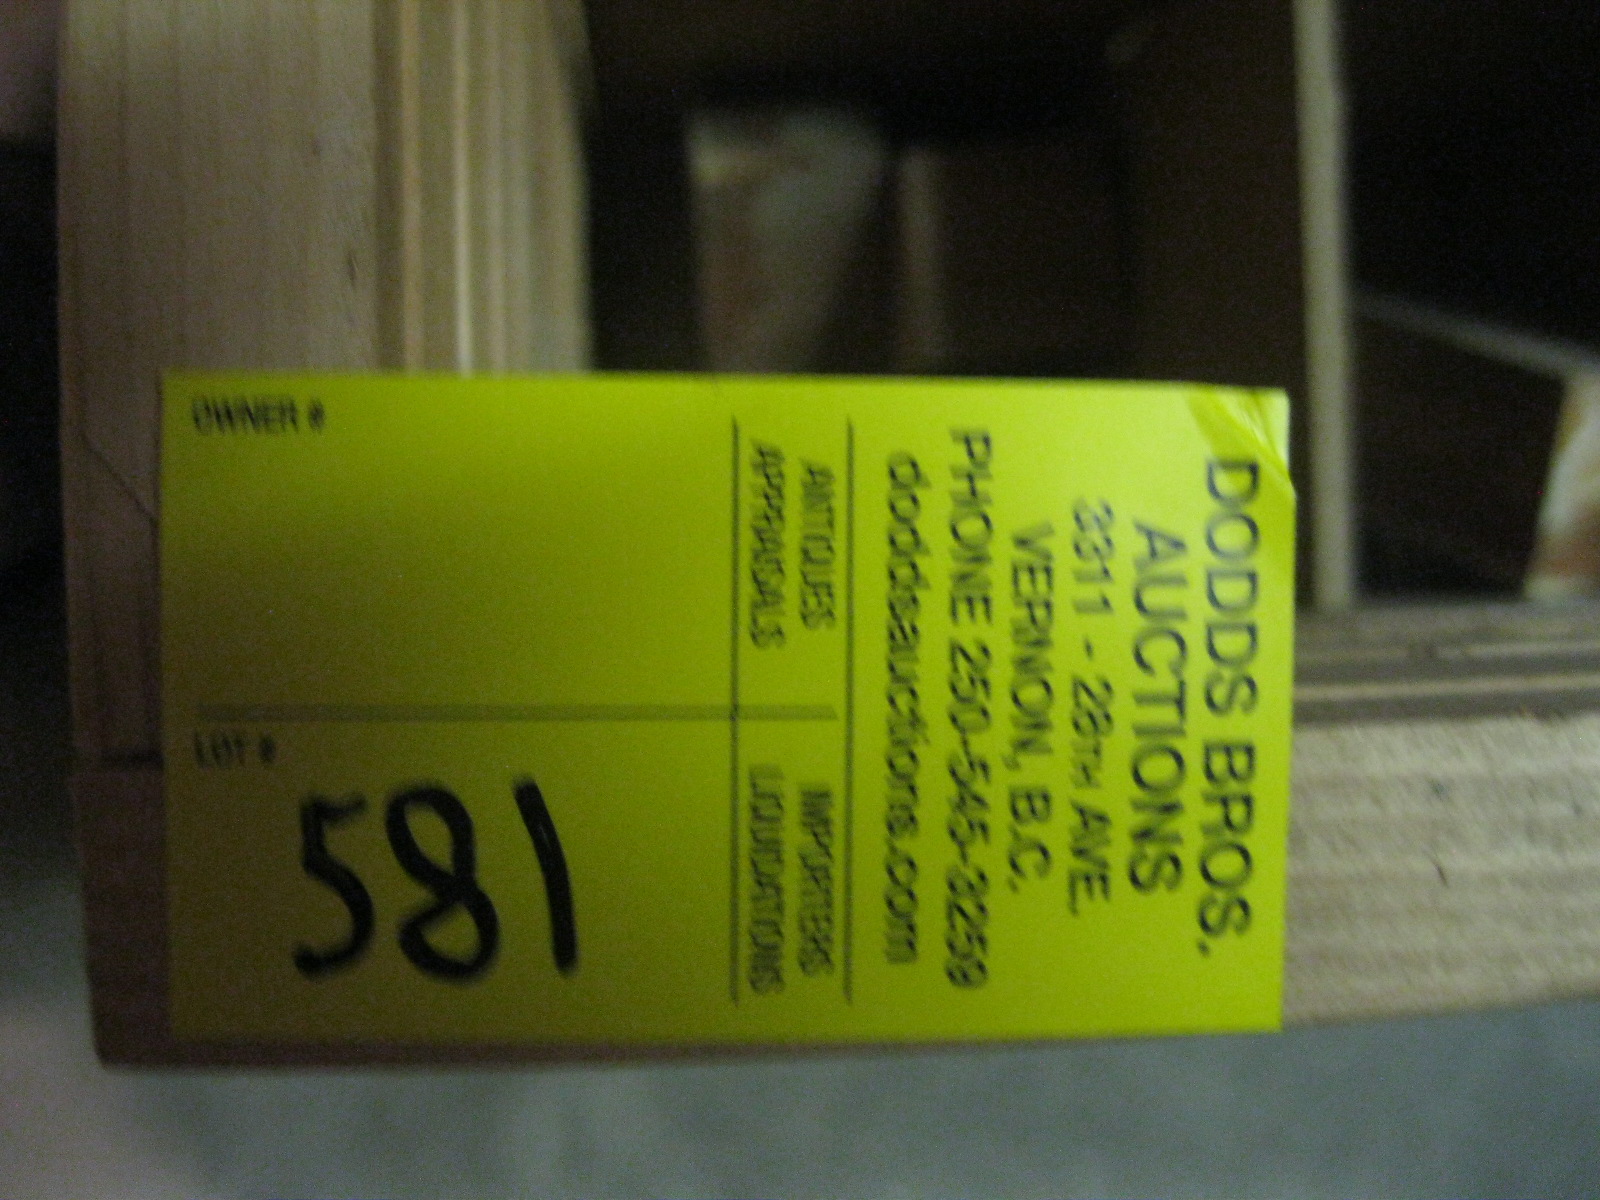 DODDS BROS.
AUCTIONS
3311 - 28TH AVE.
VERNON, B.C.
PHONE 250-545-3259
doddsauctions.com
ANTIQUES IMPORTERS
APPRAISALS LIQUIDATIONS
OWNER # LOT #
581